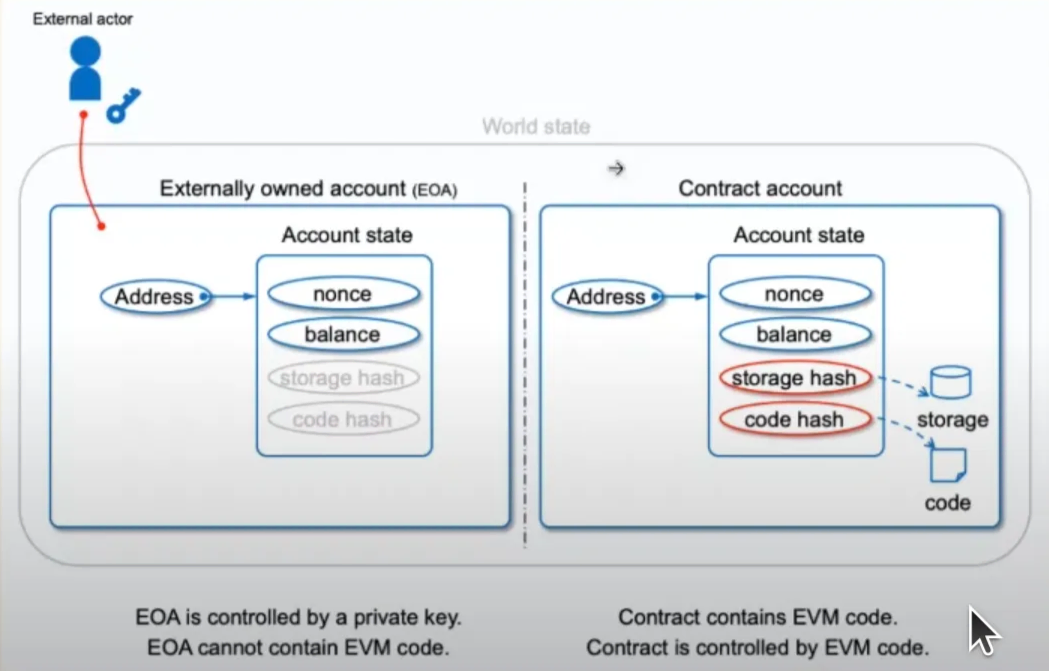 External actor
World state
Externally owned account (EOA)
Account state
Address
nonce
balance
storage hash
code hash
Contract account
Account state
Address
nonce
balance
storage hash
code hash
storage
code
EOA is controlled by a private key.
EOA cannot contain EVM code.
Contract contains EVM code.
Contract is controlled by EVM code.